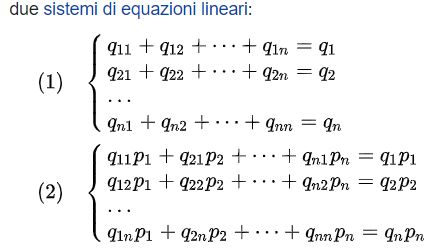 due sistemi di equazioni lineari:
(1) { q₁₁ + q₁₂ + ⋯ + q₁ₙ = q₁
q₂₁ + q₂₂ + ⋯ + q₂ₙ = q₂
…
qₙ₁ + qₙ₂ + ⋯ + qₙₙ = qₙ
(2) { q₁₁p₁ + q₂₁p₂ + ⋯ + qₙ₁pₙ = q₁p₁
q₁₂p₁ + q₂₂p₂ + ⋯ + qₙ₂pₙ = q₂p₂
…
q₁ₙp₁ + q₂ₙp₂ + ⋯ + qₙₙpₙ = qₙpₙ